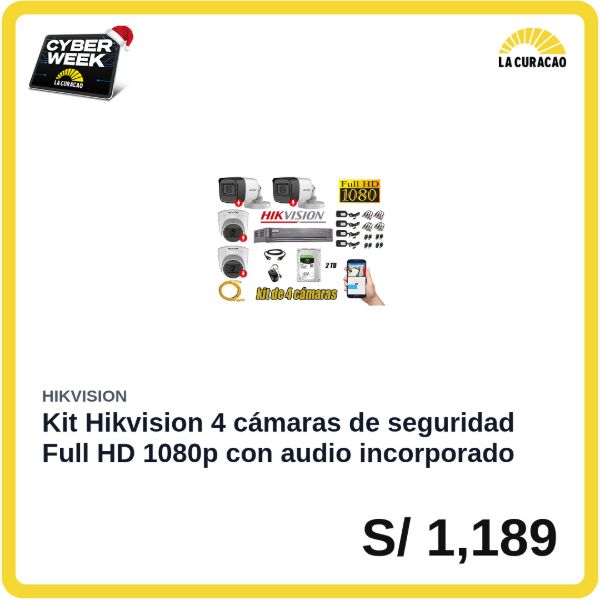 CYBER
WEEK
LA CURACAO
LA CURACAO
Full HD
1080
HIKVISION
2 TB
kit de 4 cámaras
HIKVISION
Kit Hikvision 4 cámaras de seguridad
Full HD 1080p con audio incorporado
S/ 1,189